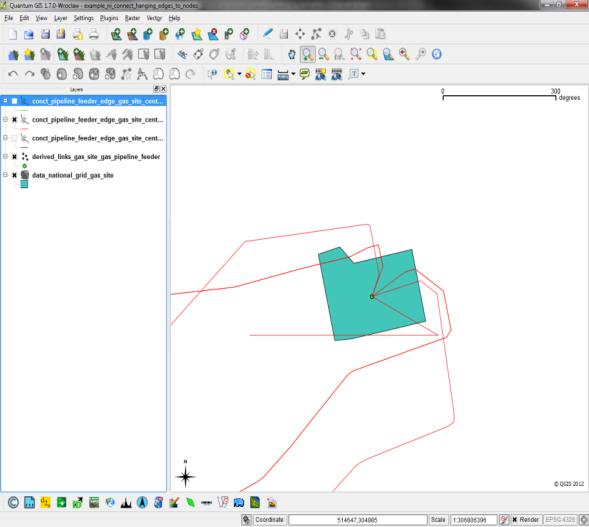 Quantum GIS 1.7.0-Wroclaw - example_ni_connect_hanging_edges_to_nodes
File Edit View Layer Settings Plugins Raster Vector Help
Layers
conct_pipeline_feeder_edge_gas_site_cent...
conct_pipeline_feeder_edge_gas_site_cent...
conct_pipeline_feeder_edge_gas_site_cent...
derived_links_gas_site_gas_pipeline_feeder
data_national_grid_gas_site
0 300
degrees
N
© QGIS 2012
Coordinate: 514647,304985 Scale 1:306806396 Render EPSG:4326